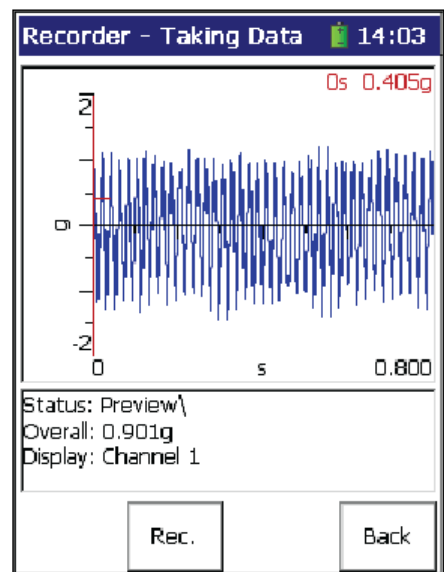 Recorder - Taking Data 14:03
0s 0.405g
2
g
-2
0 s 0.800
Status: Preview\
Overall: 0.901g
Display: Channel 1
Rec. Back